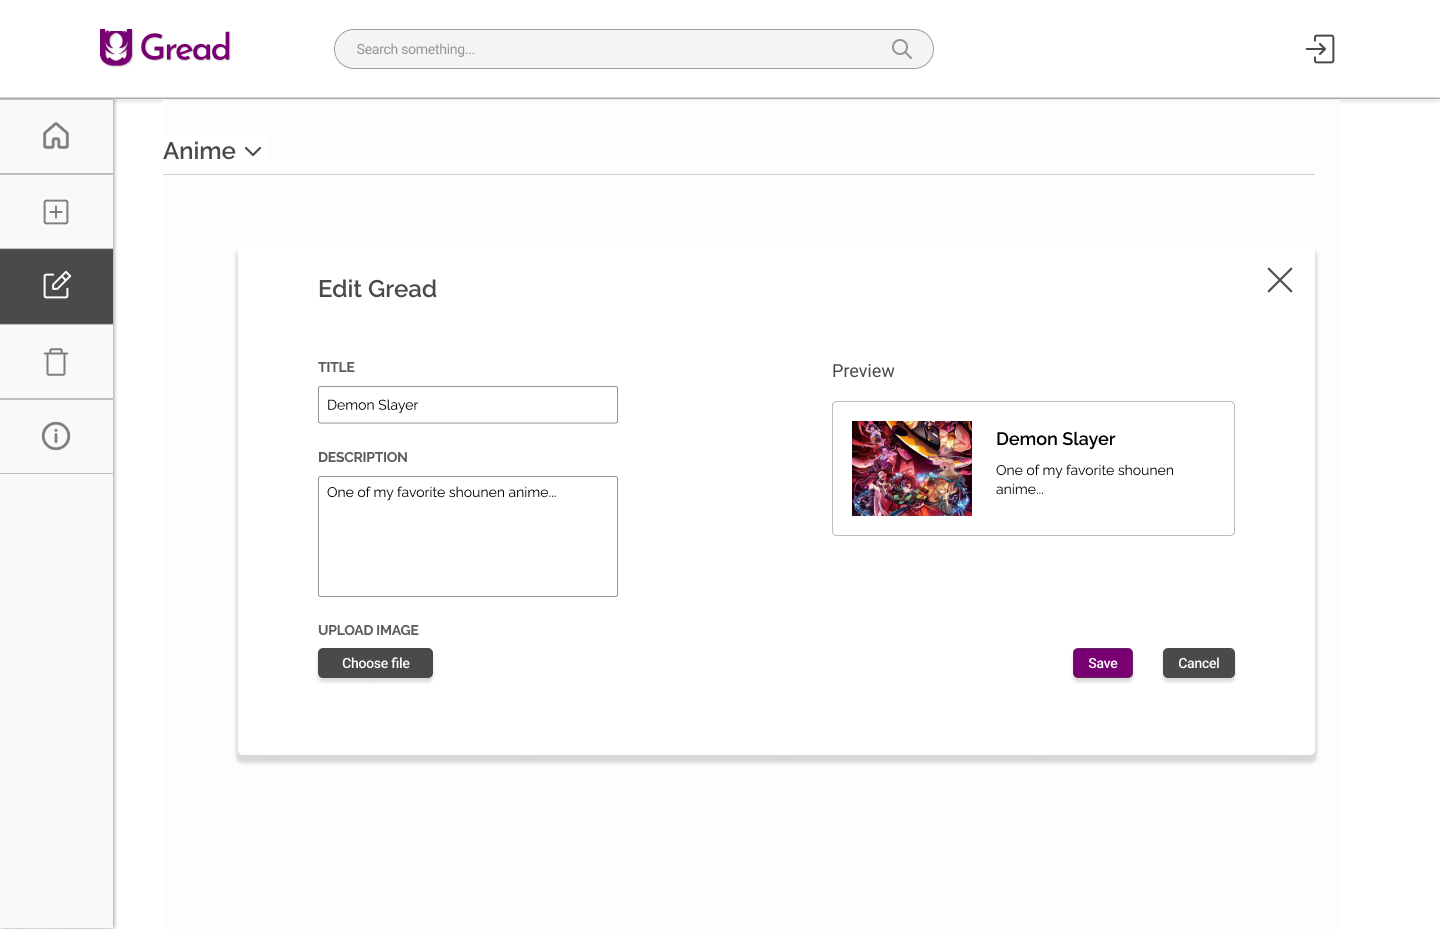 Gread
Search something...
Anime
Edit Gread
TITLE
Demon Slayer
DESCRIPTION
One of my favorite shounen anime...
UPLOAD IMAGE
Choose file
Preview
Demon Slayer
One of my favorite shounen
anime...
Save
Cancel